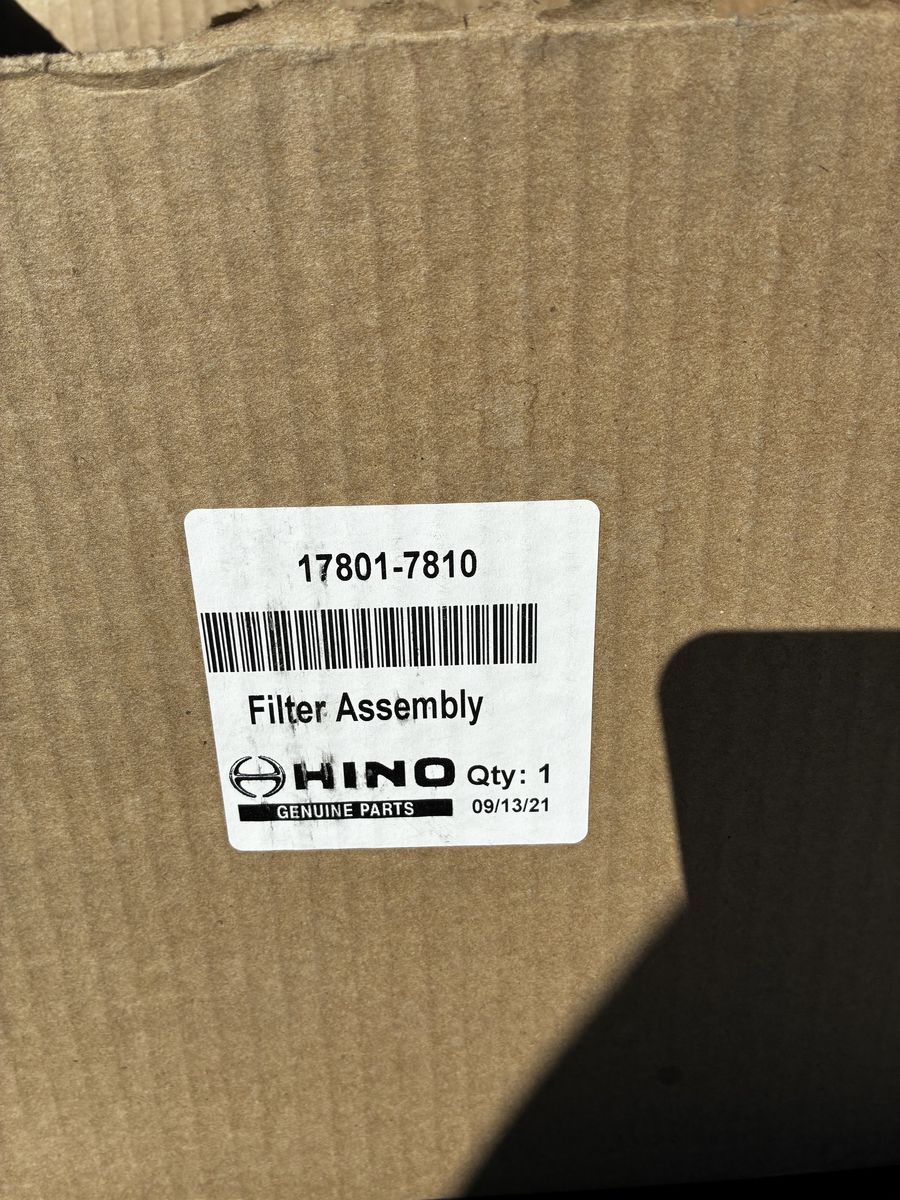 17801-7810
Filter Assembly
HINO Qty: 1
GENUINE PARTS 09/13/21